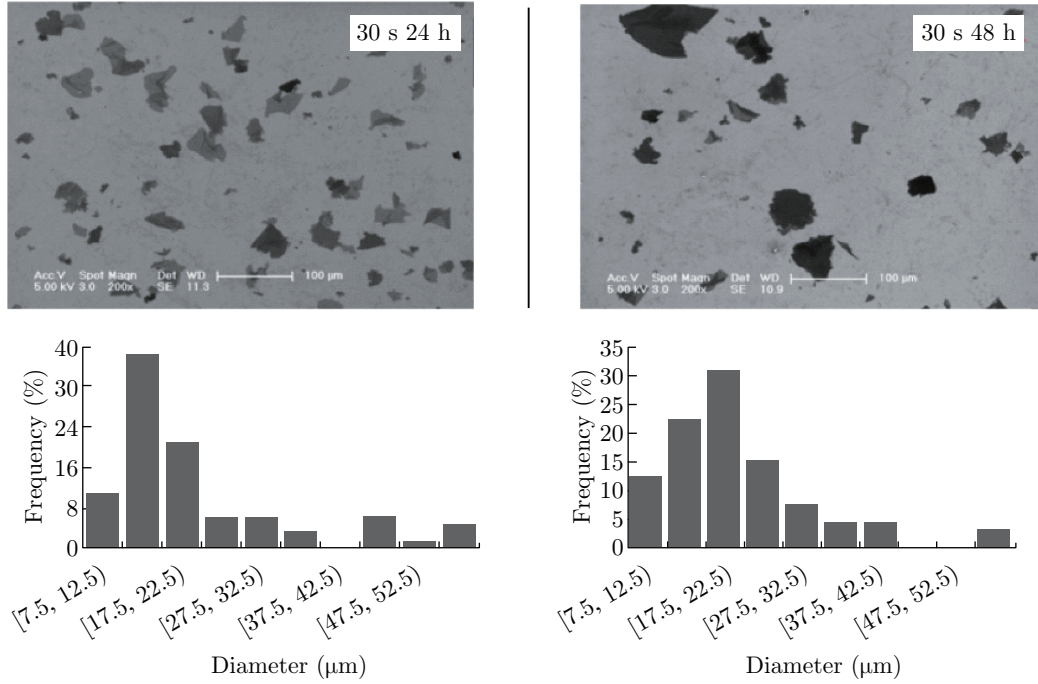 30 s 24 h
Acc.V Spot Magn Det WD 100 μm
5.00 kV 3.0 200x SE 11.3
30 s 48 h
Acc.V Spot Magn Det WD 100 μm
5.00 kV 3.0 200x SE 10.9
Frequency (%)
40
30
24
16
8
0
[7.5, 12.5)
[17.5, 22.5)
[27.5, 32.5)
[37.5, 42.5)
[47.5, 52.5)
Diameter (μm)
Frequency (%)
35
30
25
20
15
10
5
0
[7.5, 12.5)
[17.5, 22.5)
[27.5, 32.5)
[37.5, 42.5)
[47.5, 52.5)
Diameter (μm)